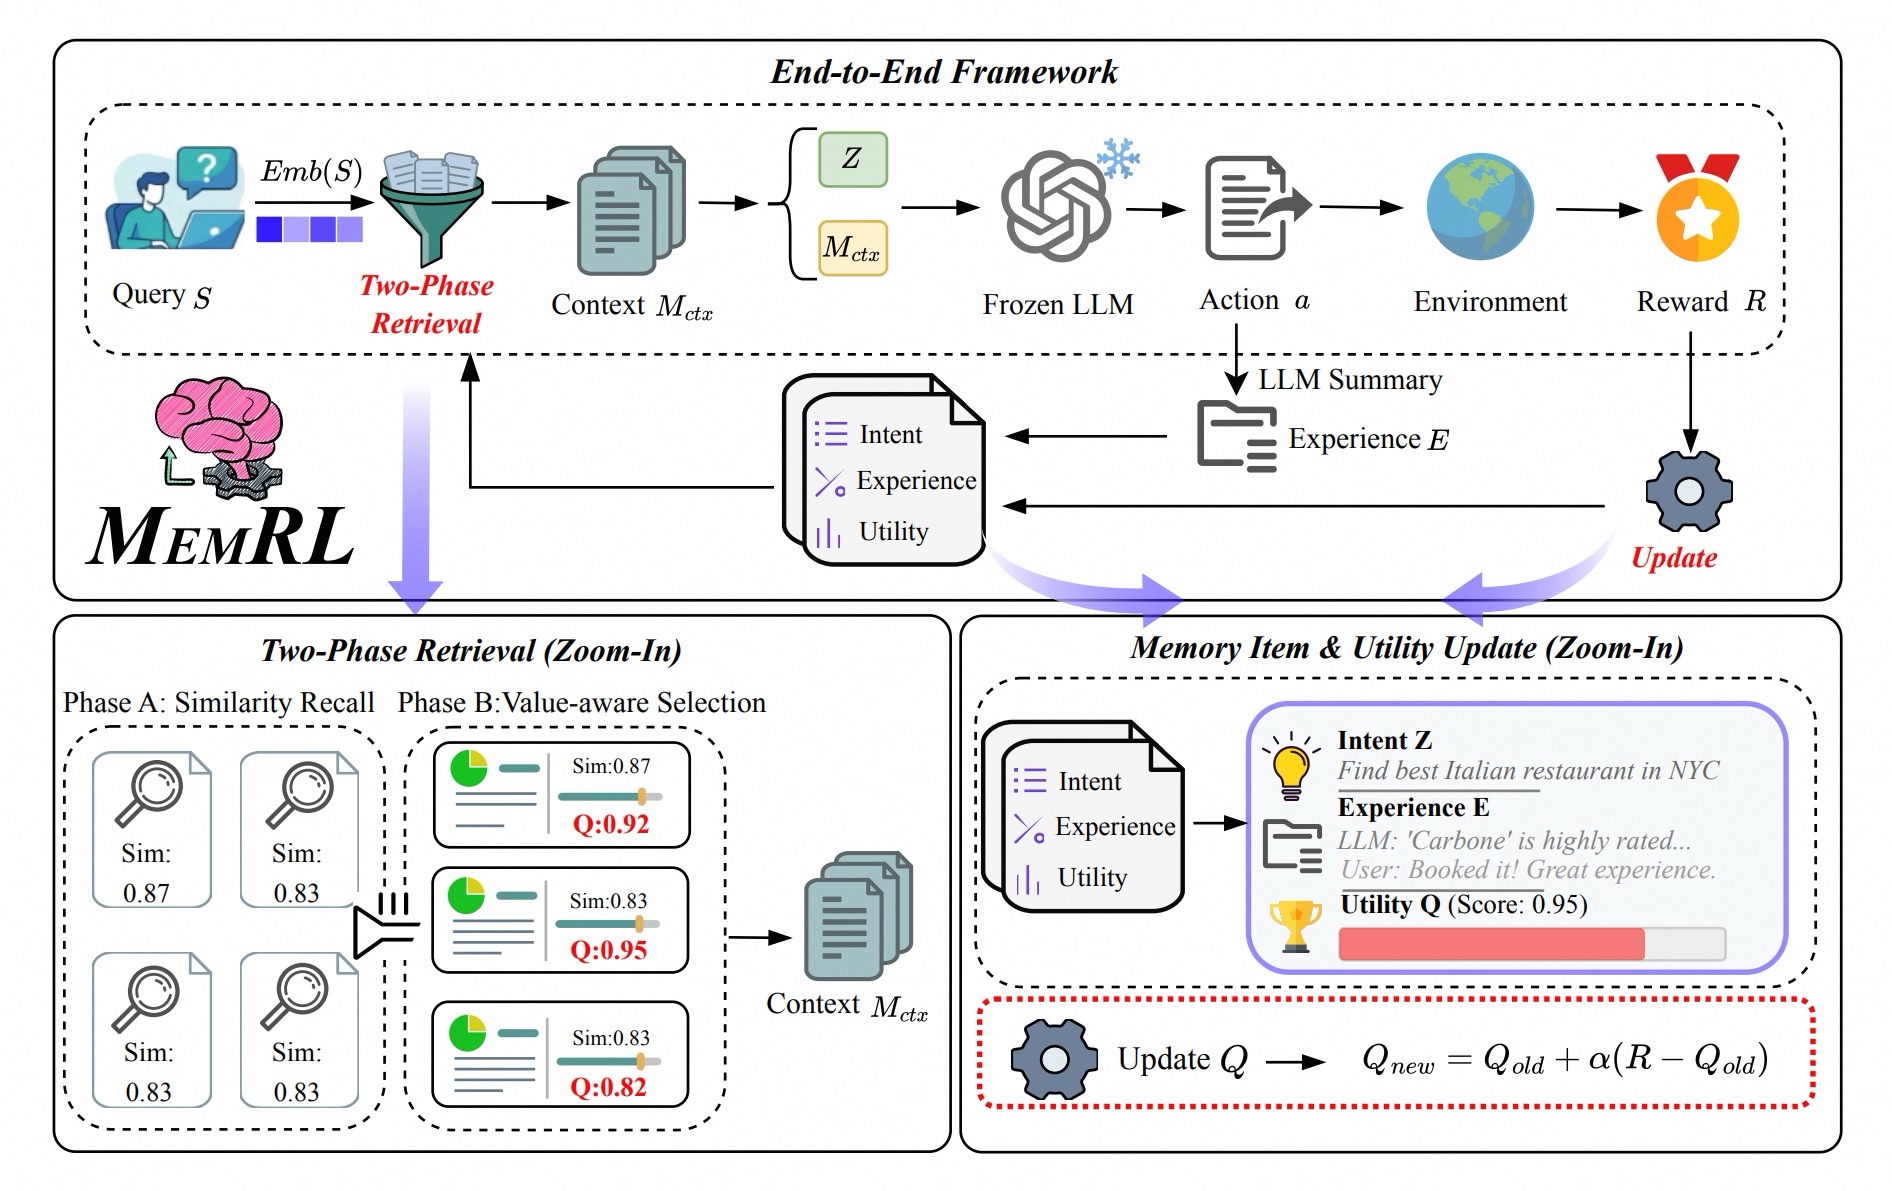 End-to-End Framework
?
Emb(S)
Z
M_ctx
Query S
Two-Phase
Retrieval
Context M_ctx
Frozen LLM
Action a
Environment
Reward R
LLM Summary
Experience E
Intent
Experience
Utility
Update
MEMRL
Two-Phase Retrieval (Zoom-In)
Phase A: Similarity Recall
Sim:
0.87
Sim:
0.83
Sim:
0.83
Sim:
0.83
Phase B:Value-aware Selection
Sim:0.87
Q:0.92
Sim:0.83
Q:0.95
Sim:0.83
Q:0.82
Context M_ctx
Memory Item & Utility Update (Zoom-In)
Intent
Experience
Utility
Intent Z
Find best Italian restaurant in NYC
Experience E
LLM: 'Carbone' is highly rated...
User: Booked it! Great experience.
Utility Q (Score: 0.95)
Update Q
Q_new = Q_old + α(R − Q_old)